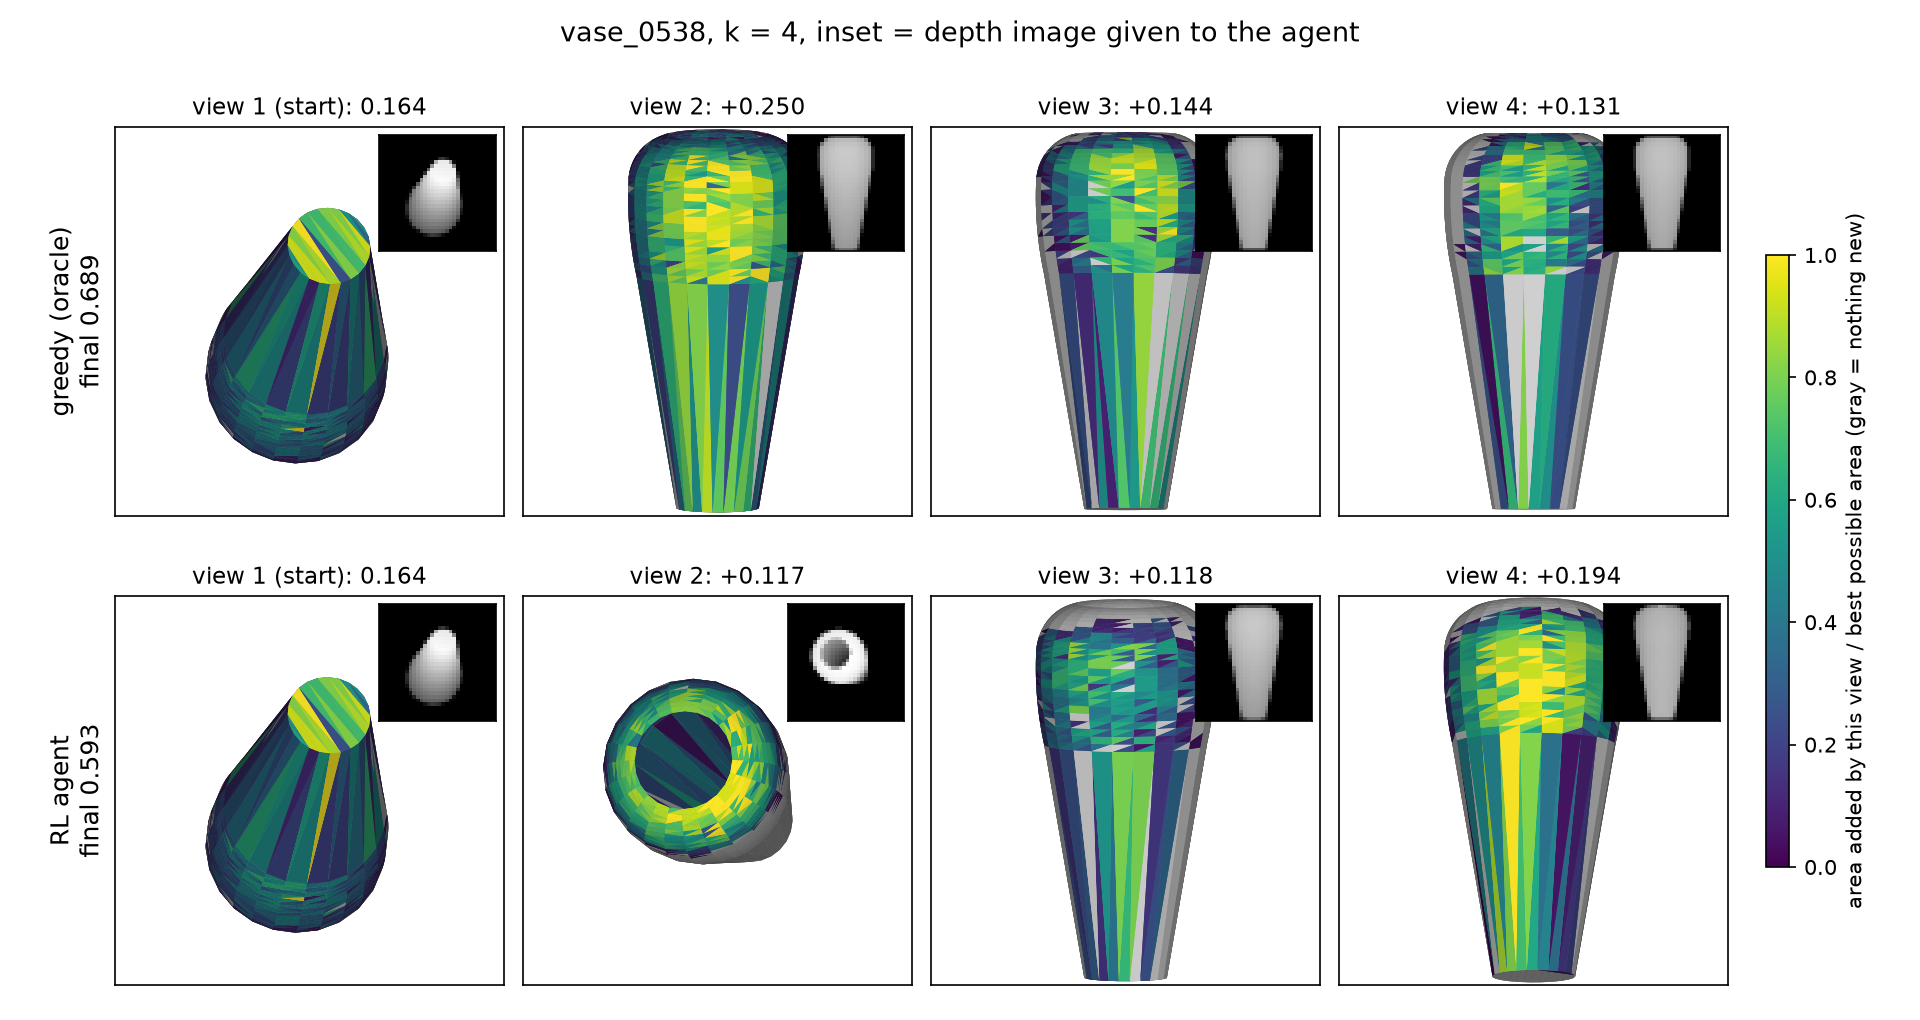 vase_0538, k = 4, inset = depth image given to the agent
greedy (oracle)
final 0.689
view 1 (start): 0.164
view 2: +0.250
view 3: +0.144
view 4: +0.131
RL agent
final 0.593
view 1 (start): 0.164
view 2: +0.117
view 3: +0.118
view 4: +0.194
1.0
0.8
0.6
0.4
0.2
0.0
area added by this view / best possible area (gray = nothing new)